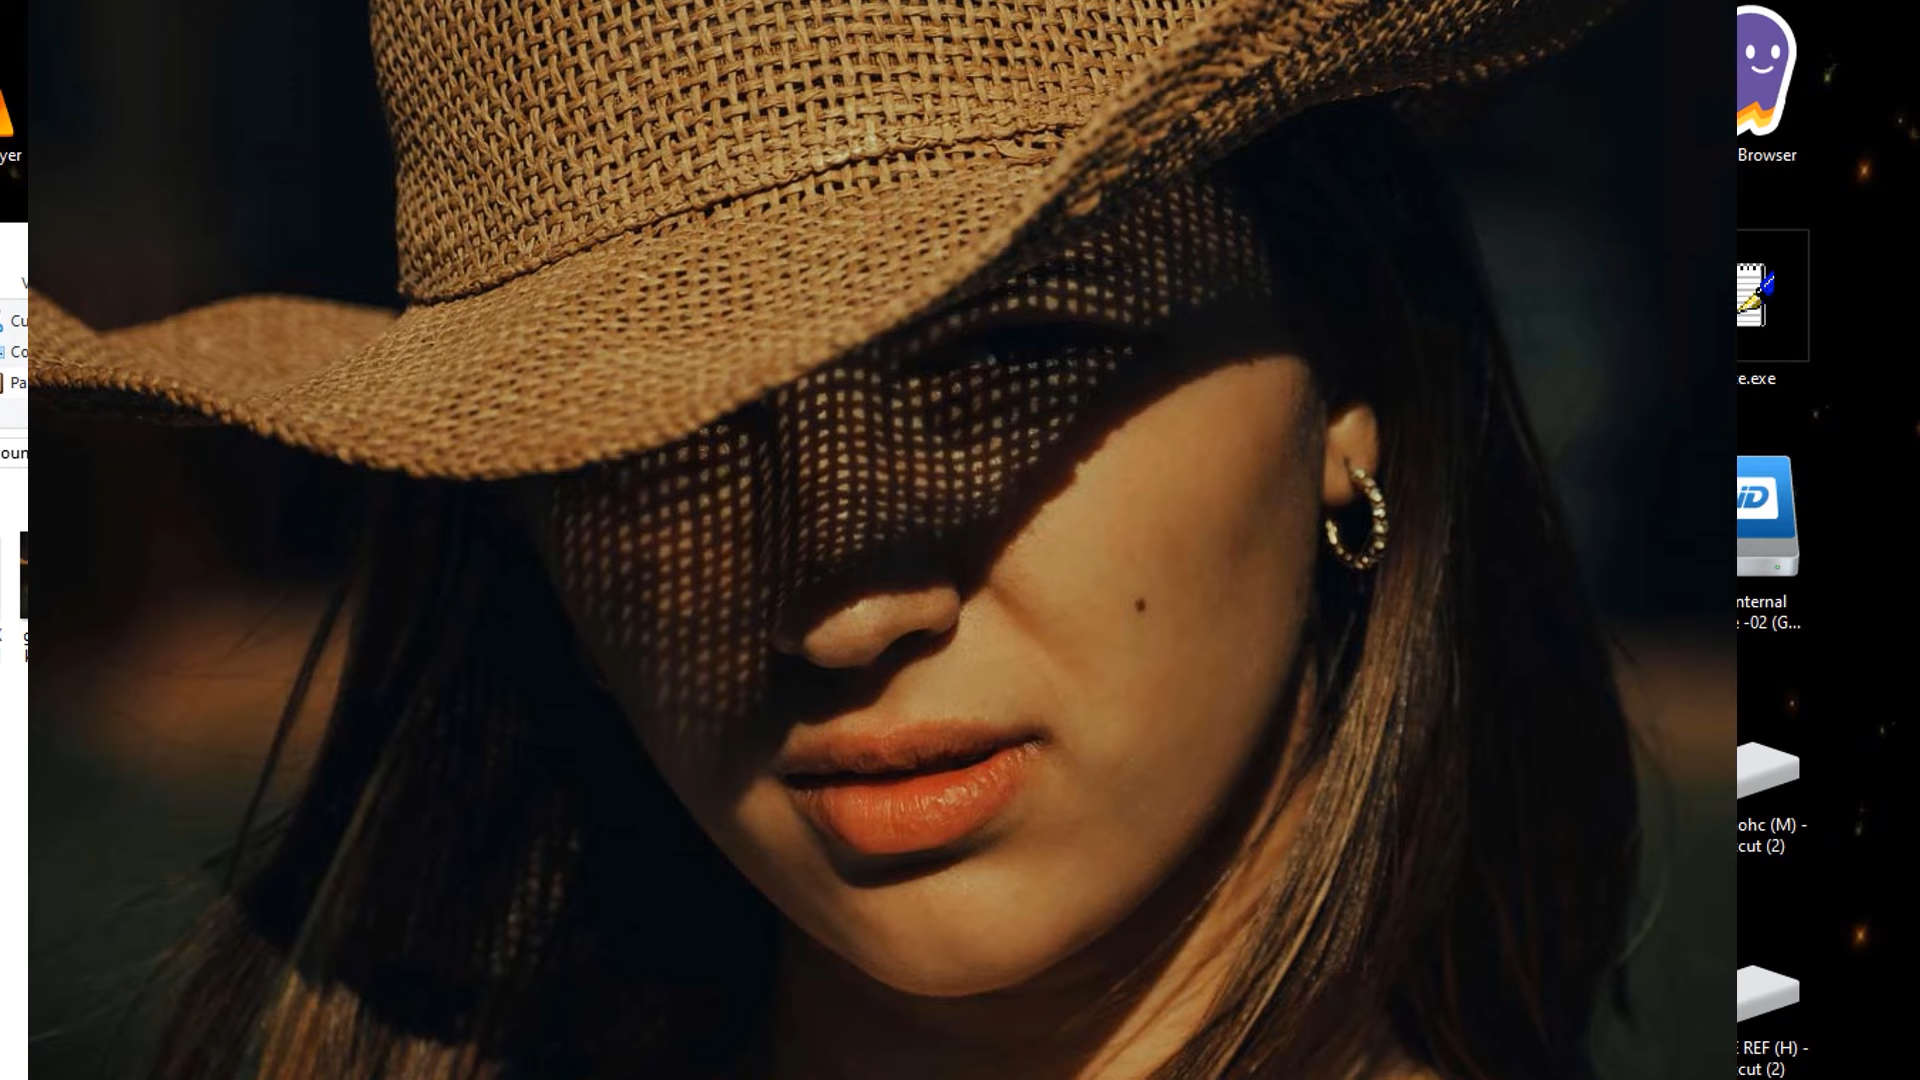 yer
V
Cu
Co
Pa
oun
Browser
e.exe
nternal
-02 (G...
ohc (M) -
cut (2)
REF (H) -
cut (2)